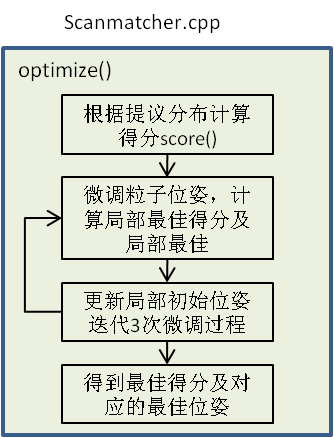 Scanmatcher.cpp
optimize()
根据提议分布计算
得分score()
微调粒子位姿，计
算局部最佳得分及
局部最佳
更新局部初始位姿
迭代3次微调过程
得到最佳得分及对
应的最佳位姿